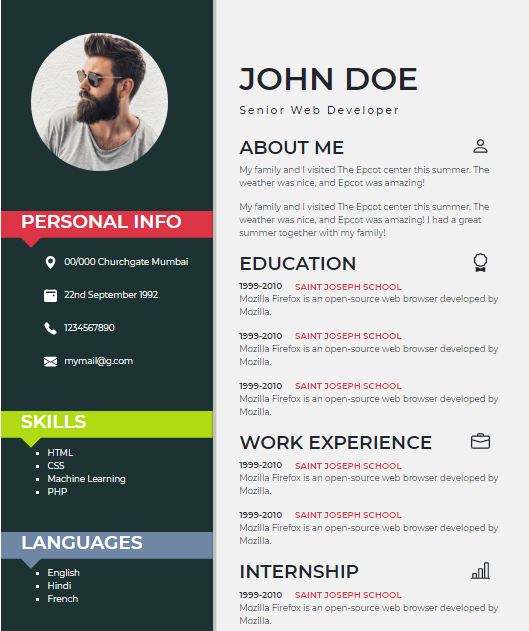 PERSONAL INFO
00/000 Churchgate Mumbai
22nd September 1992
1234567890
mymail@g.com
SKILLS
HTML
CSS
Machine Learning
PHP
LANGUAGES
English
Hindi
French
JOHN DOE
Senior Web Developer
ABOUT ME
My family and I visited The Epcot center this summer. The
weather was nice, and Epcot was amazing!
My family and I visited The Epcot center this summer. The
weather was nice, and Epcot was amazing! I had a great
summer together with my family!
EDUCATION
1999-2010 SAINT JOSEPH SCHOOL
Mozilla Firefox is an open-source web browser developed by
Mozilla.
1999-2010 SAINT JOSEPH SCHOOL
Mozilla Firefox is an open-source web browser developed by
Mozilla.
1999-2010 SAINT JOSEPH SCHOOL
Mozilla Firefox is an open-source web browser developed by
Mozilla.
WORK EXPERIENCE
1999-2010 SAINT JOSEPH SCHOOL
Mozilla Firefox is an open-source web browser developed by
Mozilla.
1999-2010 SAINT JOSEPH SCHOOL
Mozilla Firefox is an open-source web browser developed by
Mozilla.
INTERNSHIP
1999-2010 SAINT JOSEPH SCHOOL
Mozilla Firefox is an open-source web browser developed by
Mozilla.